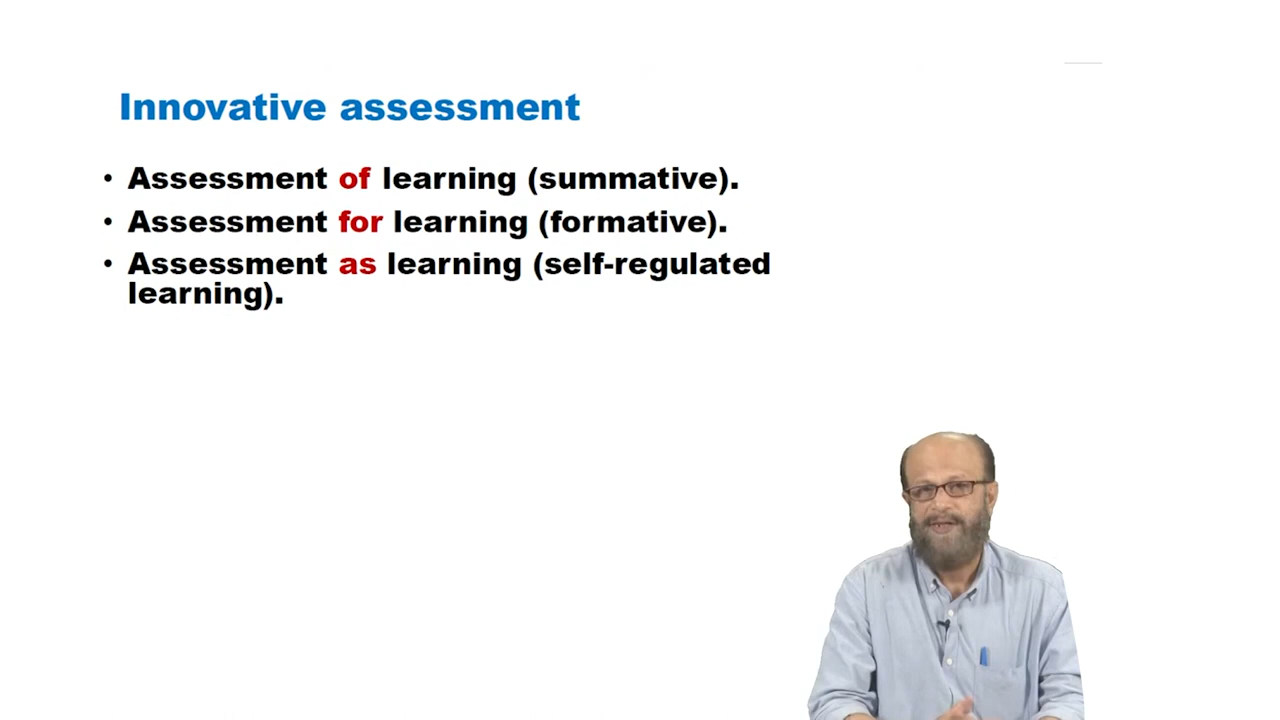 Innovative assessment
• Assessment of learning (summative).
• Assessment for learning (formative).
• Assessment as learning (self-regulated
learning).